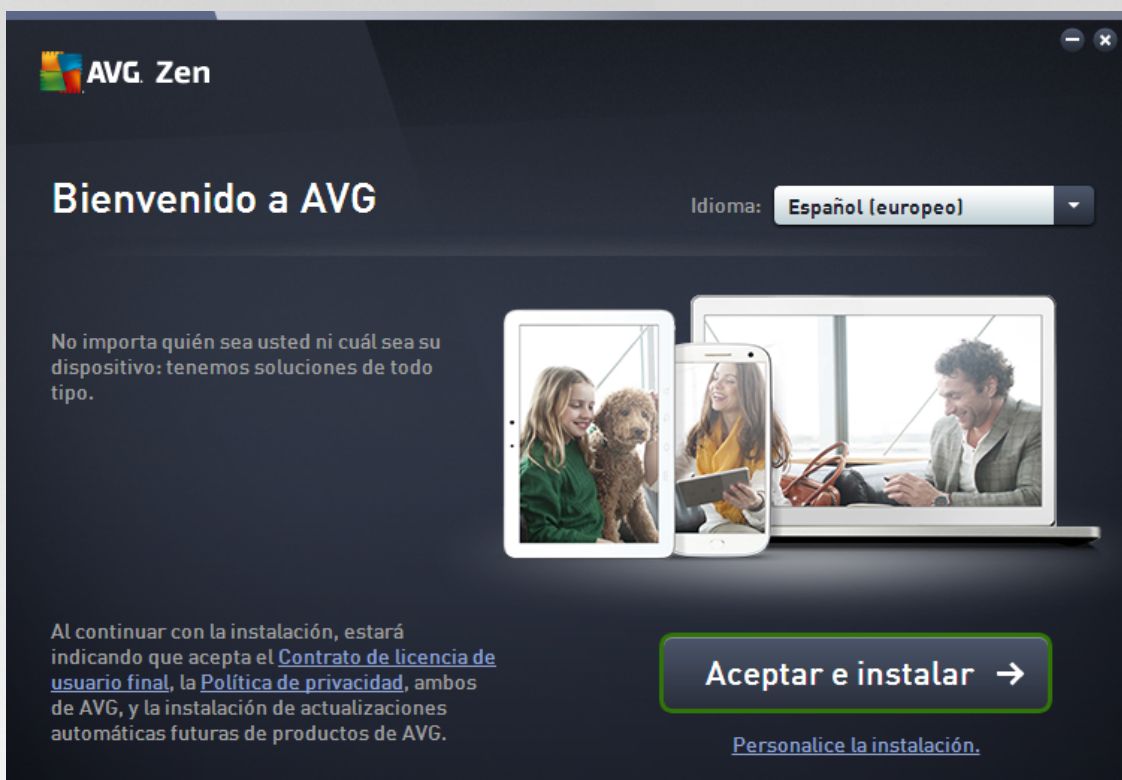 AVG Zen
Bienvenido a AVG
Idioma: Español (europeo)
No importa quién sea usted ni cuál sea su
dispositivo: tenemos soluciones de todo
tipo.
Al continuar con la instalación, estará
indicando que acepta el Contrato de licencia de
usuario final, la Política de privacidad, ambos
de AVG, y la instalación de actualizaciones
automáticas futuras de productos de AVG.
Aceptar e instalar →
Personalice la instalación.